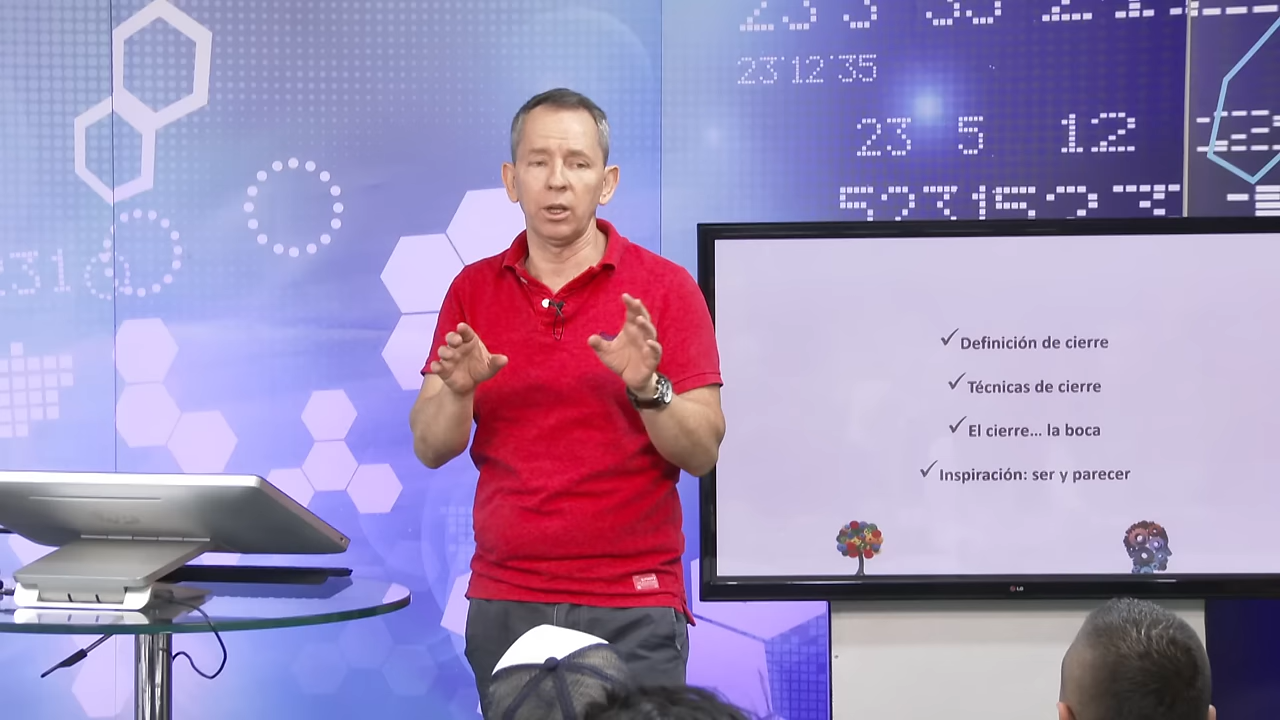 23'12'35
23 5 12
✓ Definición de cierre
✓ Técnicas de cierre
✓ El cierre... la boca
✓ Inspiración: ser y parecer
LG